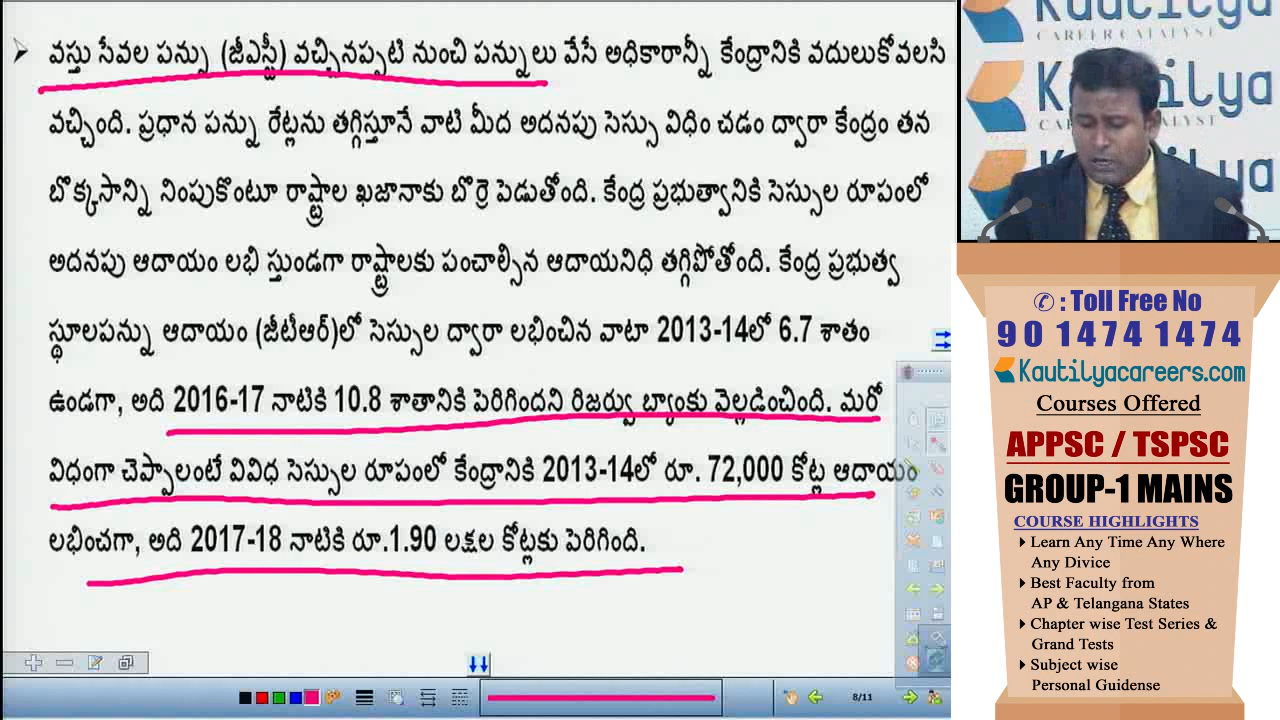 వస్తు సేవల పన్ను (జీఎస్టీ) వచ్చినప్పటి నుంచి పన్నులు వేసే అధికారాన్నీ కేంద్రానికి వదులుకోవలసి
వచ్చింది. ప్రధాన పన్ను రేట్లను తగ్గిస్తూనే వాటి మీద అదనపు సెస్సు విధిం చడం ద్వారా కేంద్రం తన
బొక్కసాన్ని నింపుకొంటూ రాష్ట్రాల ఖజానాకు బొర్రె పెడుతోంది. కేంద్ర ప్రభుత్వానికి సెస్సుల రూపంలో
అదనపు ఆదాయం లభి స్తుండగా రాష్ట్రాలకు పంచాల్సిన ఆదాయనిధి తగ్గిపోతోంది. కేంద్ర ప్రభుత్వ
స్థూలపన్ను ఆదాయం (జీటీఆర్)లో సెస్సుల ద్వారా లభించిన వాటా 2013-14లో 6.7 శాతం
ఉండగా, అది 2016-17 నాటికి 10.8 శాతానికి పెరిగిందని రిజర్వు బ్యాంకు వెల్లడించింది. మరో
విధంగా చెప్పాలంటే వివిధ సెస్సుల రూపంలో కేంద్రానికి 2013-14లో రూ. 72,000 కోట్ల ఆదాయం
లభించగా, అది 2017-18 నాటికి రూ.1.90 లక్షల కోట్లకు పెరిగింది.
8/11
Kautilya
CAREER CATALYST
✆ : Toll Free No
90 1474 1474
Kautilyacareers.com
Courses Offered
APPSC / TSPSC
GROUP-1 MAINS
COURSE HIGHLIGHTS
Learn Any Time Any Where
Any Divice
Best Faculty from
AP & Telangana States
Chapter wise Test Series &
Grand Tests
Subject wise
Personal Guidense